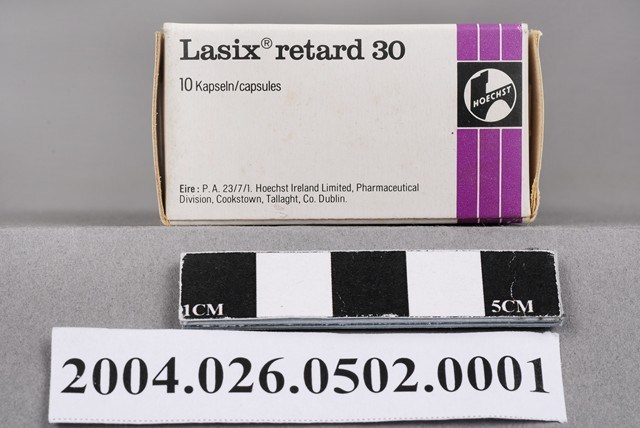 Lasix® retard 30
10 Kapseln/capsules
HOECHST
Eire: P. A. 23/7/1. Hoechst Ireland Limited, Pharmaceutical
Division, Cookstown, Tallaght, Co. Dublin.
1CM 5CM
2004.026.0502.0001